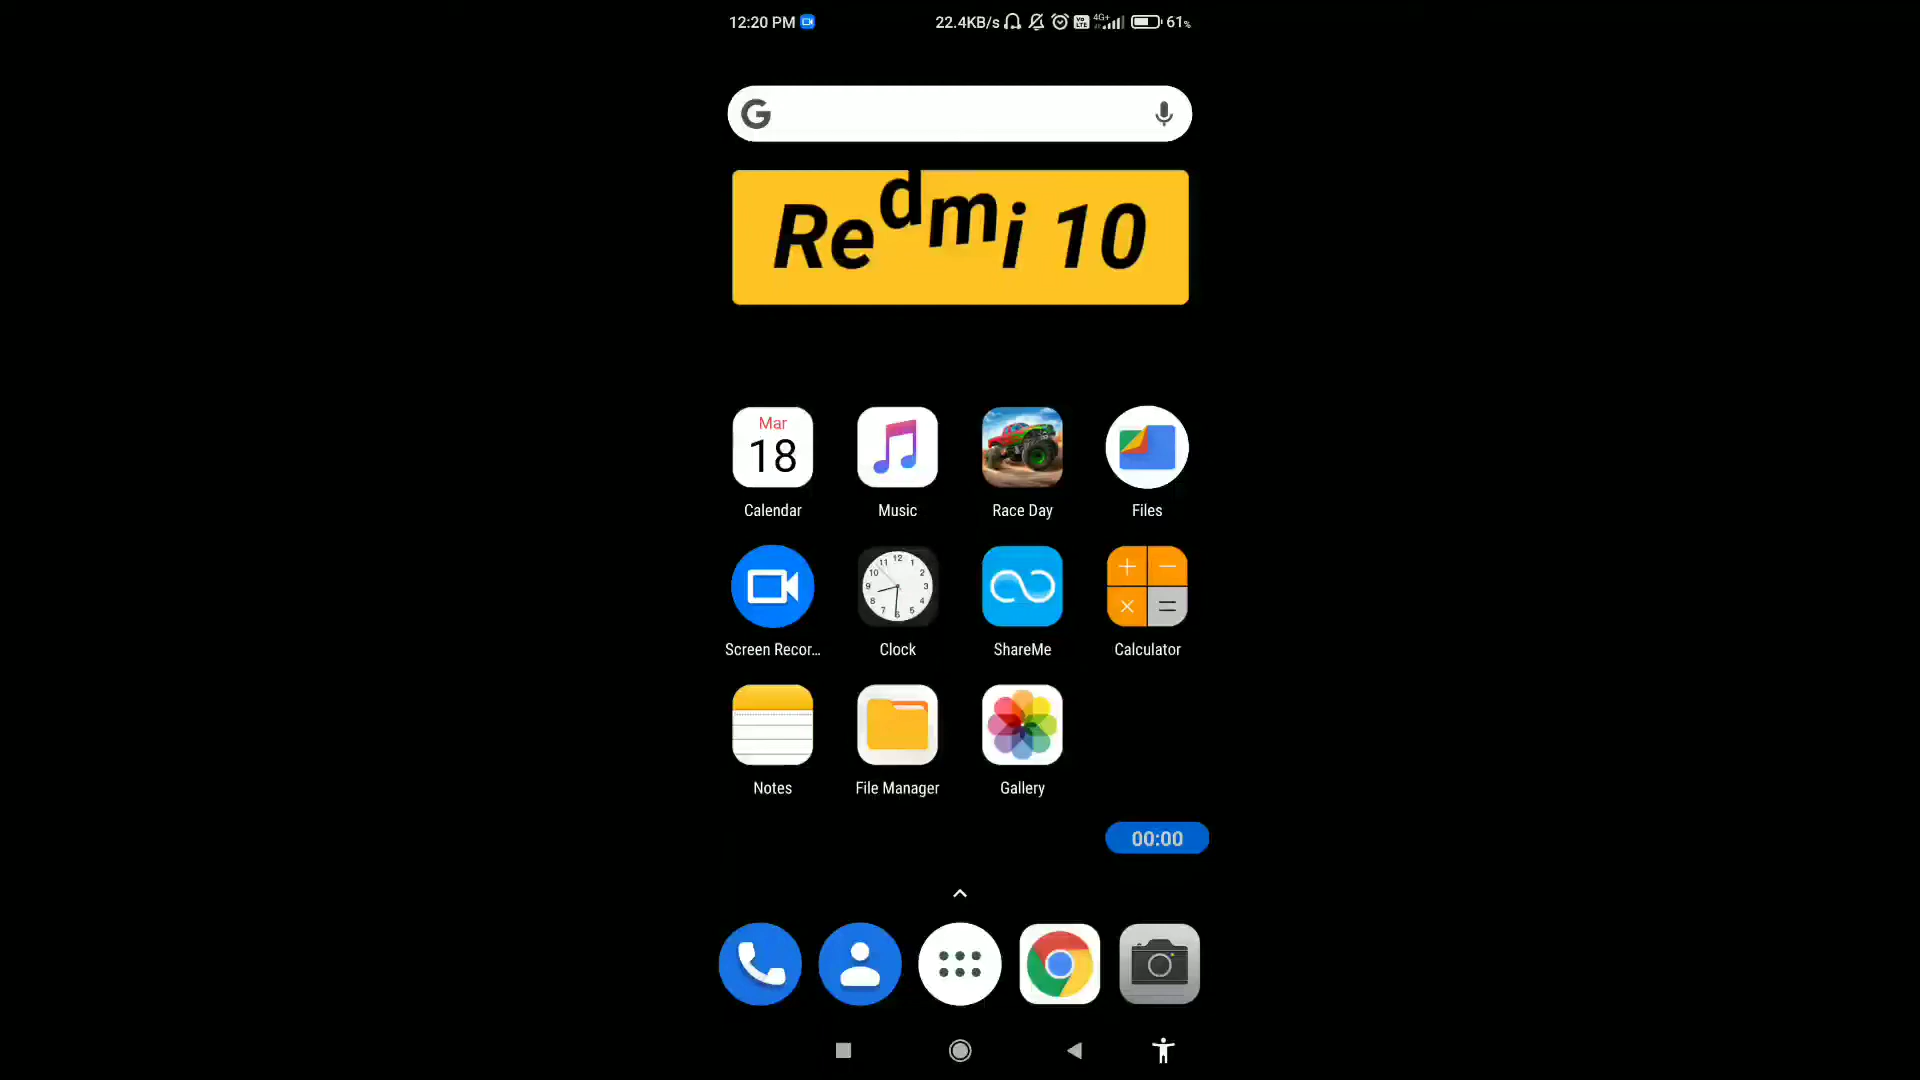 12:20 PM 22.4KB/s 4G+ 61%
G
Redmi 10
Mar
18
Calendar Music Race Day Files
Screen Recor... Clock ShareMe Calculator
Notes File Manager Gallery
00:00